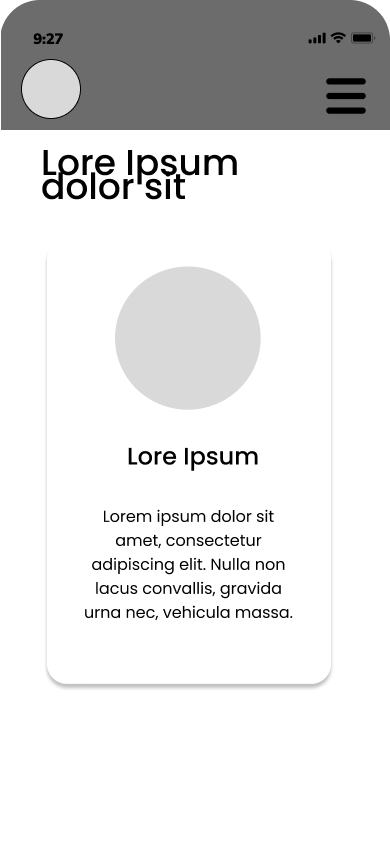 9:27
Lore Ipsum
dolor sit
Lore Ipsum
Lorem ipsum dolor sit
amet, consectetur
adipiscing elit. Nulla non
lacus convallis, gravida
urna nec, vehicula massa.